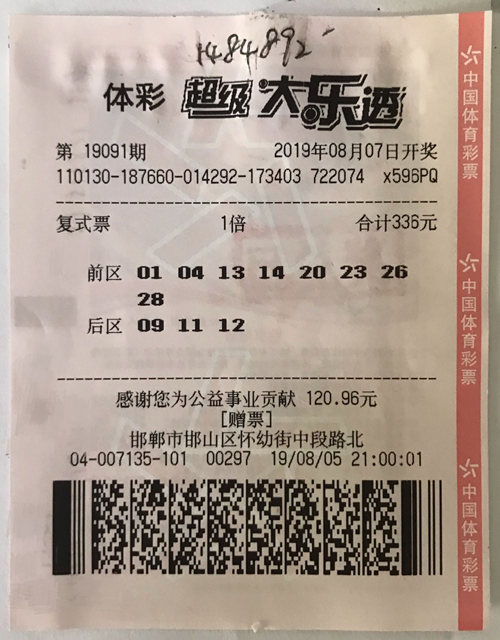 1484892
体彩 超级大乐透
第 19091期 2019年08月07日开奖
110130-187660-014292-173403 722074 x596PQ
复式票 1倍 合计336元
前区 01 04 13 14 20 23 26
28
后区 09 11 12
感谢您为公益事业贡献 120.96元
[赠票]
邯郸市邯山区怀幼街中段路北
04-007135-101 00297 19/08/05 21:00:01
中国体育彩票
中国体育彩票
中国体育彩票